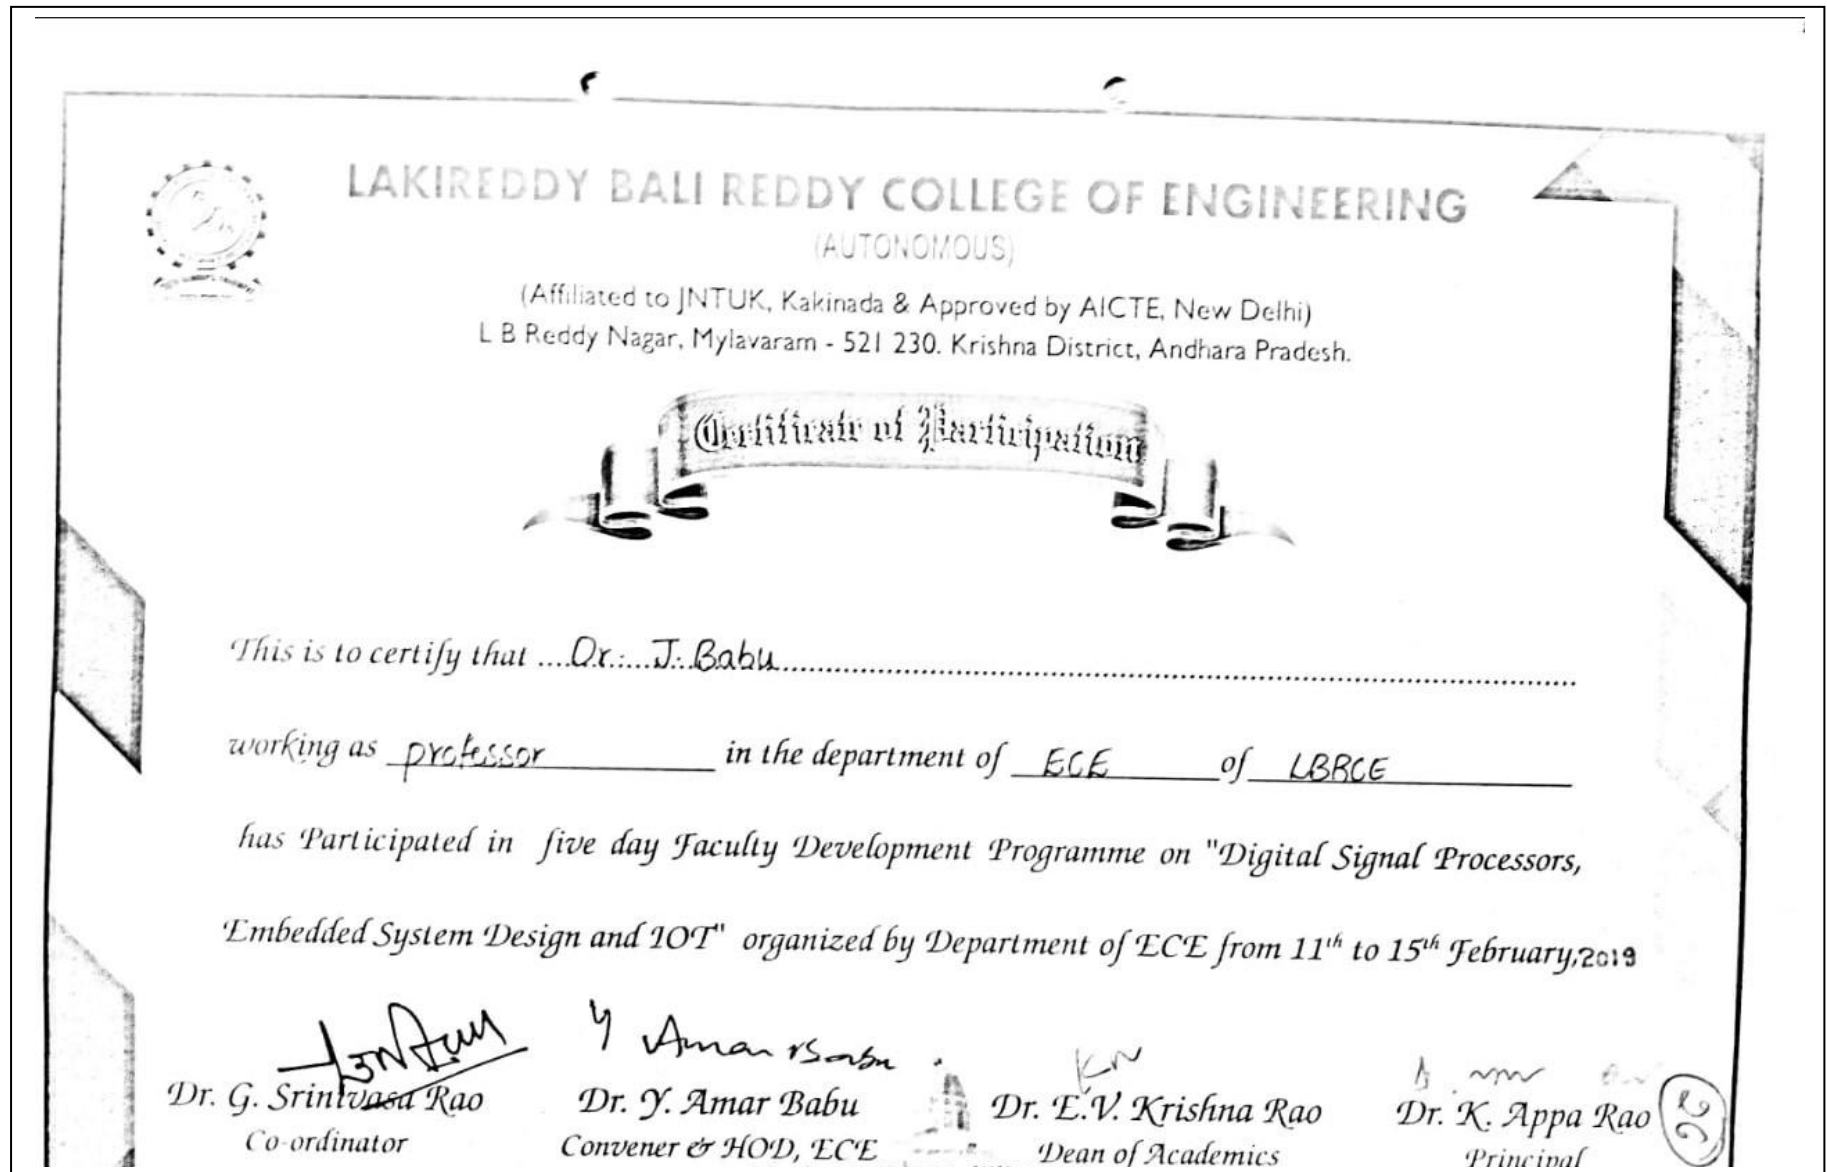 LAKIREDDY BALI REDDY COLLEGE OF ENGINEERING
(AUTONOMOUS)
(Affiliated to JNTUK, Kakinada & Approved by AICTE, New Delhi)
L B Reddy Nagar, Mylavaram - 521 230. Krishna District, Andhara Pradesh.
Certificate of Participation
This is to certify that ....Dr....J. Babu....
working as professor in the department of ECE of LBRCE
has Participated in five day Faculty Development Programme on "Digital Signal Processors,
Embedded System Design and IOT" organized by Department of ECE from 11th to 15th February,2019
Y Amar Babu
Dr. G. Srinivasa Rao Dr. Y. Amar Babu Dr. E.V. Krishna Rao Dr. K. Appa Rao
Co-ordinator Convener & HOD, ECE Dean of Academics Principal